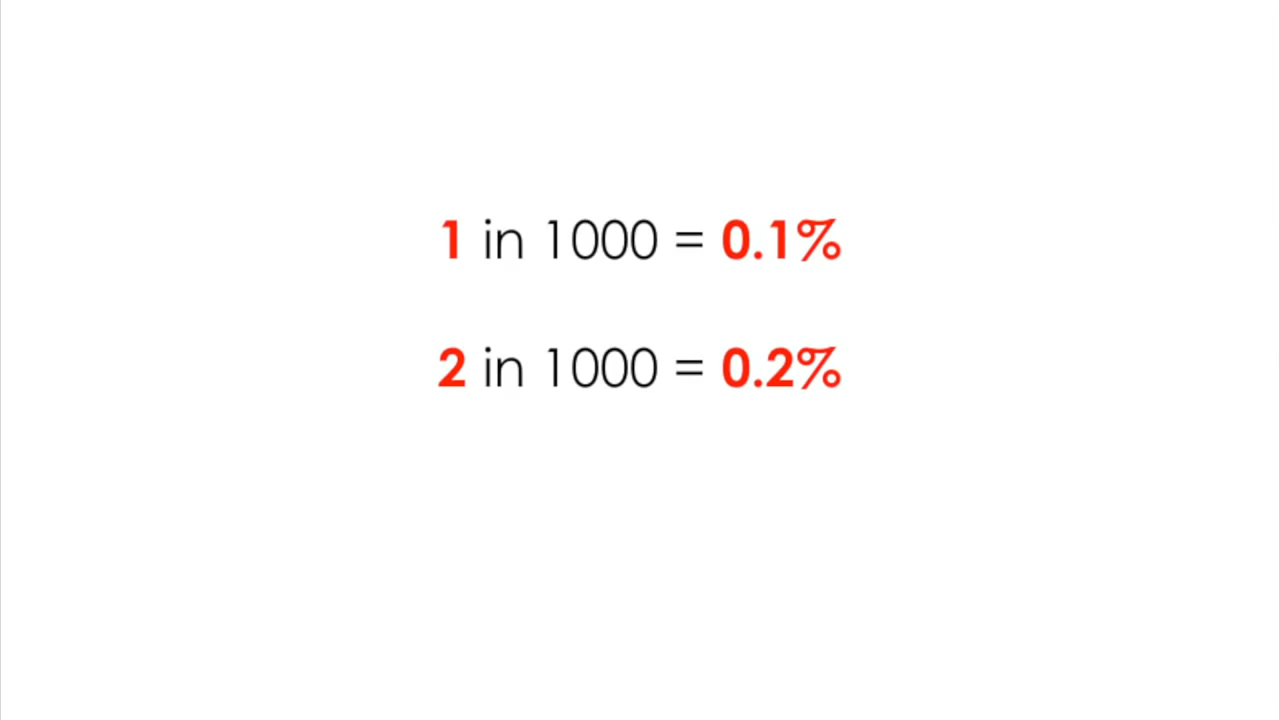 1 in 1000 = 0.1%
2 in 1000 = 0.2%